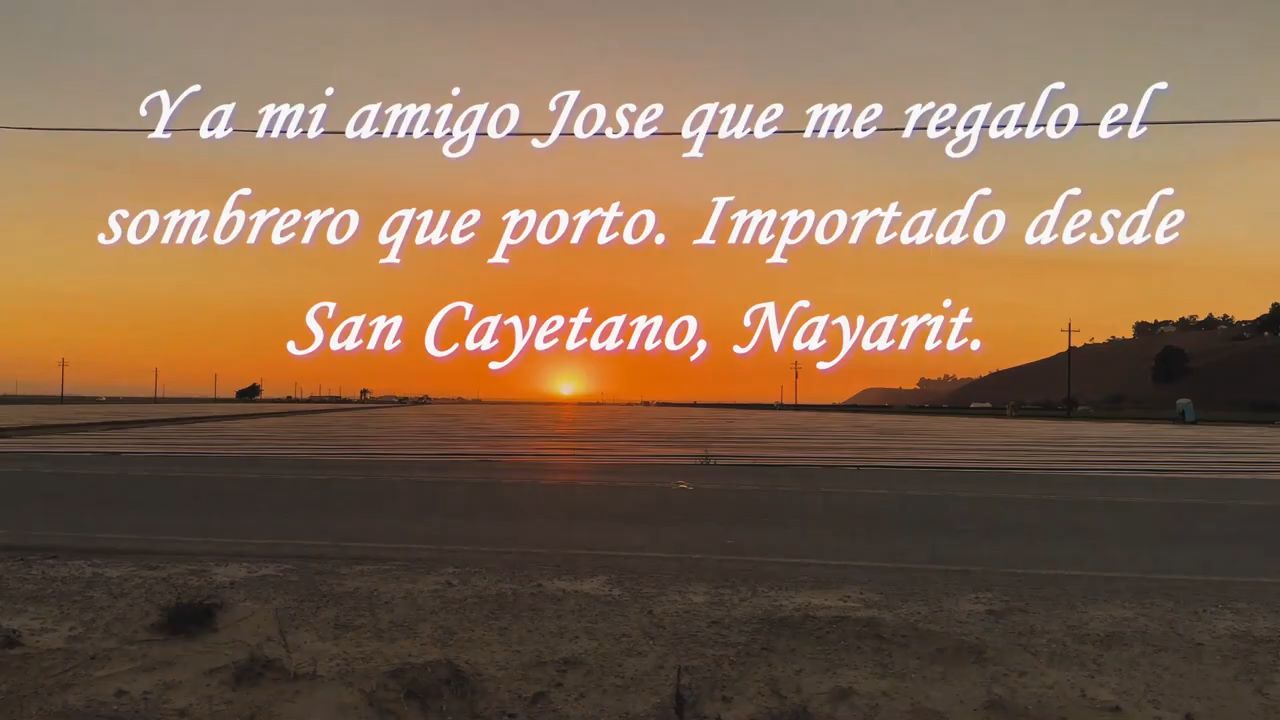 Y a mi amigo Jose que me regalo el
sombrero que porto. Importado desde
San Cayetano, Nayarit.